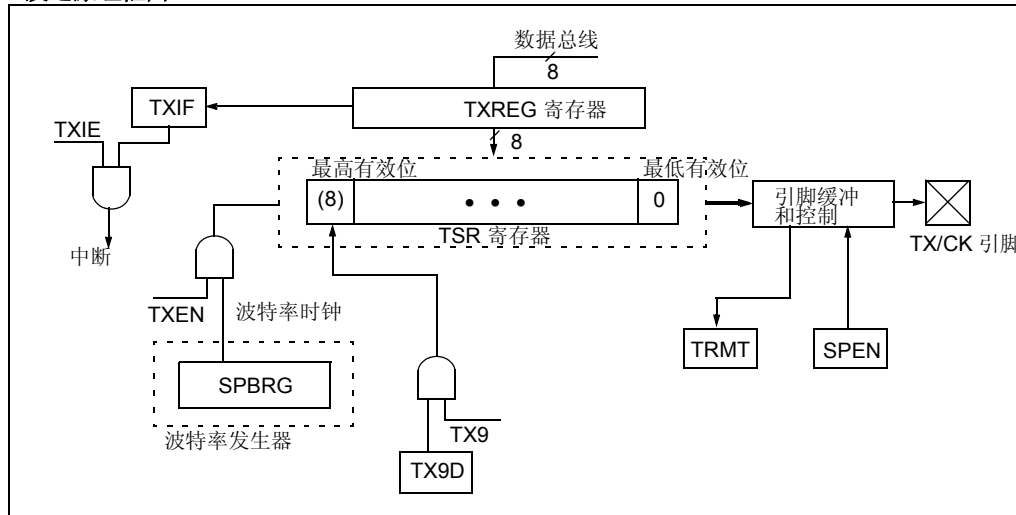 数据总线
8
TXIF
TXREG 寄存器
TXIE
8
最高有效位
最低有效位
(8)
• • •
0
TSR 寄存器
引脚缓冲
和控制
TX/CK 引脚
中断
TXEN
波特率时钟
TRMT
SPEN
SPBRG
TX9
波特率发生器
TX9D